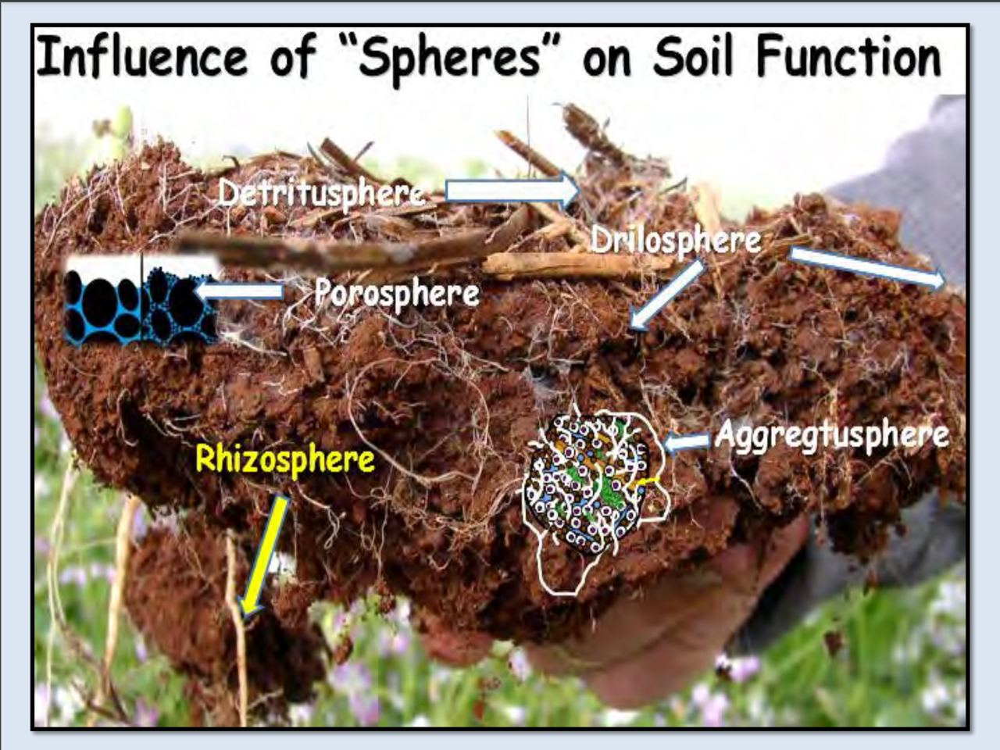 Influence of “Spheres” on Soil Function
Detritusphere
Drilosphere
Porosphere
Aggregtusphere
Rhizosphere